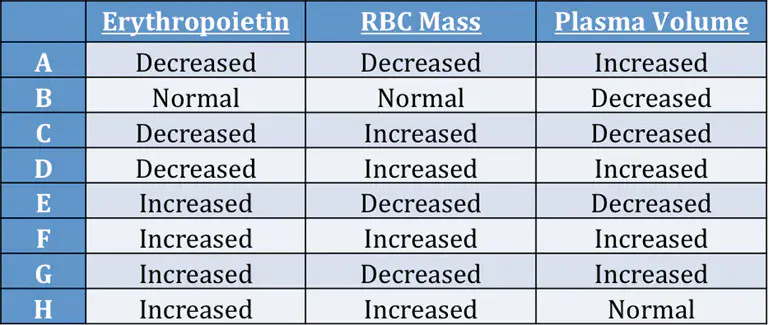 Erythropoietin RBC Mass Plasma Volume
A Decreased Decreased Increased
B Normal Normal Decreased
C Decreased Increased Decreased
D Decreased Increased Increased
E Increased Decreased Decreased
F Increased Increased Increased
G Increased Decreased Increased
H Increased Increased Normal